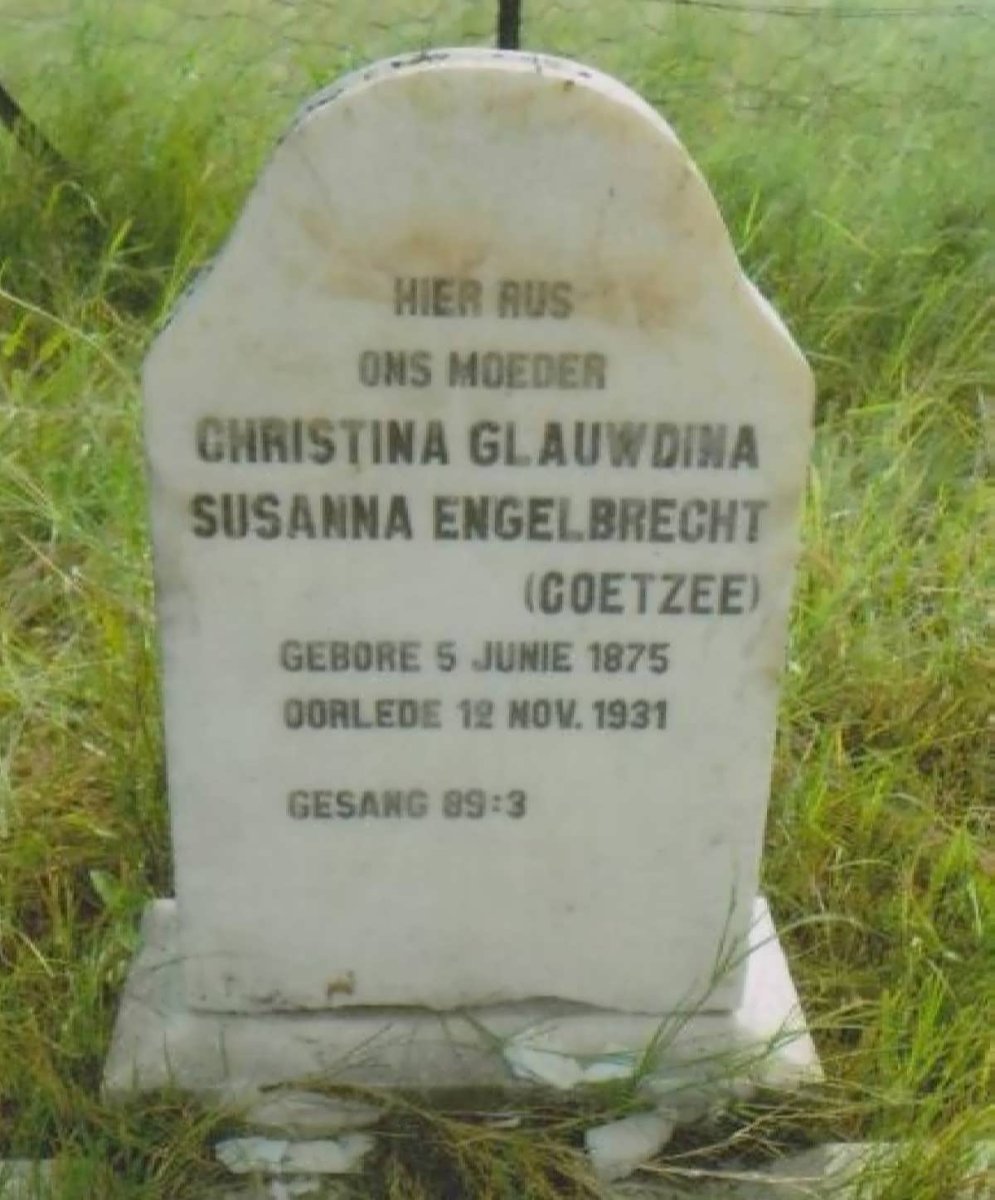 HIER RUS
ONS MOEDER
CHRISTINA GLAUWDINA
SUSANNA ENGELBRECHT
(COETZEE)
GEBORE 5 JUNIE 1875
OORLEDE 12 NOV. 1931
GESANG 89:3